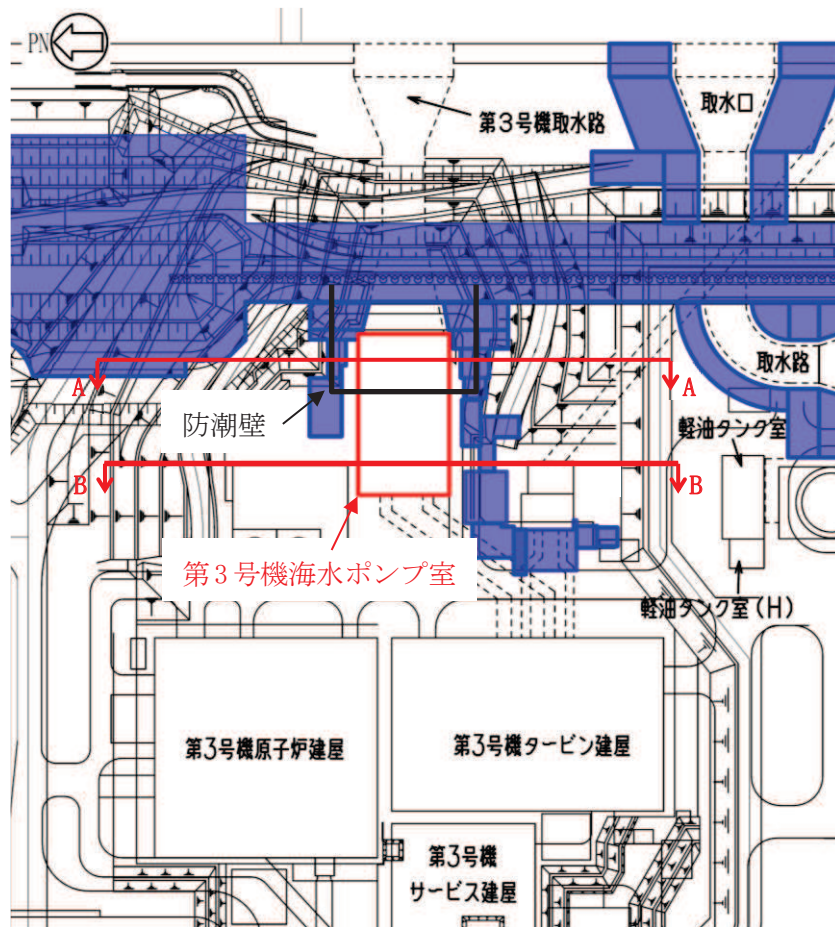 PN
第3号機取水路
取水口
A
A
防潮壁
取水路
軽油タンク室
B
B
第3号機海水ポンプ室
軽油タンク室(H)
第3号機原子炉建屋
第3号機タービン建屋
第3号機
サービス建屋